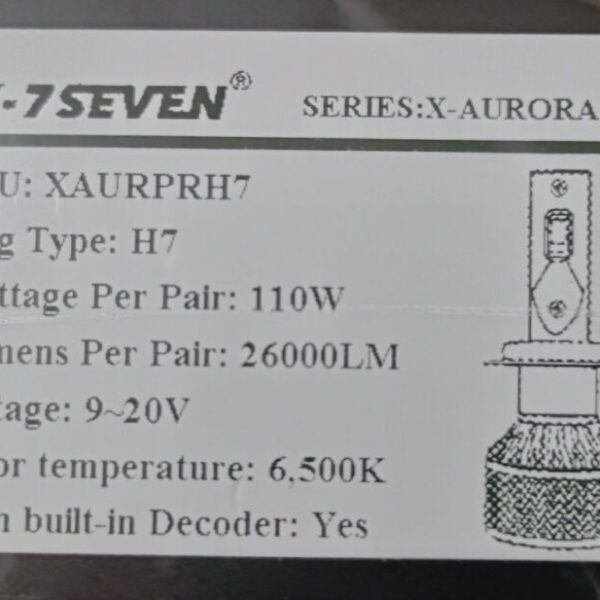 -7SEVEN®
SERIES:X-AURORA
U: XAURPRH7
g Type: H7
ttage Per Pair: 110W
mens Per Pair: 26000LM
tage: 9~20V
or temperature: 6,500K
h built-in Decoder: Yes